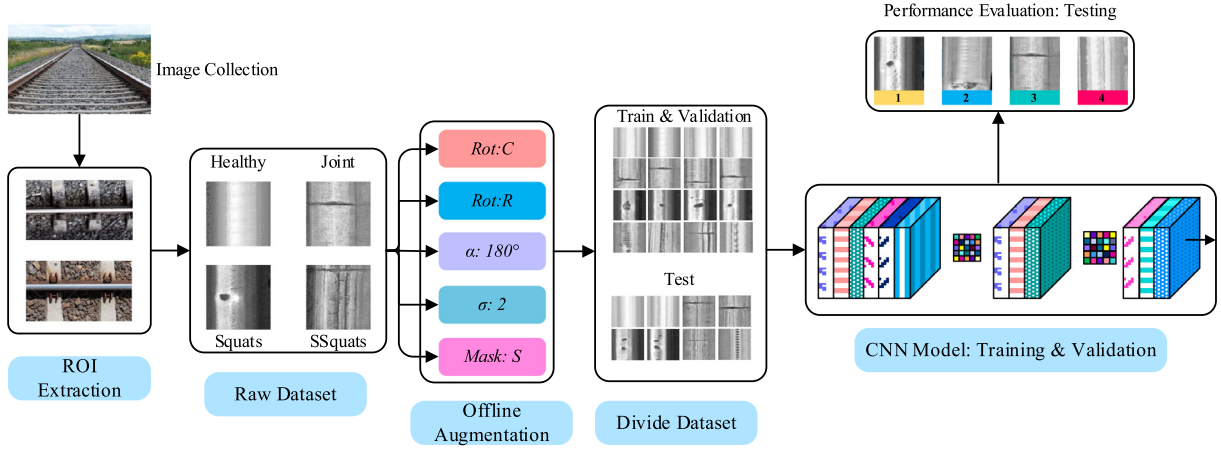 Performance Evaluation: Testing
Image Collection
1 2 3 4
Healthy Joint
Squats SSquats
Rot:C
Rot:R
α: 180°
σ: 2
Mask: S
Train & Validation
Test
ROI
Extraction
Raw Dataset
Offline
Augmentation
Divide Dataset
CNN Model: Training & Validation